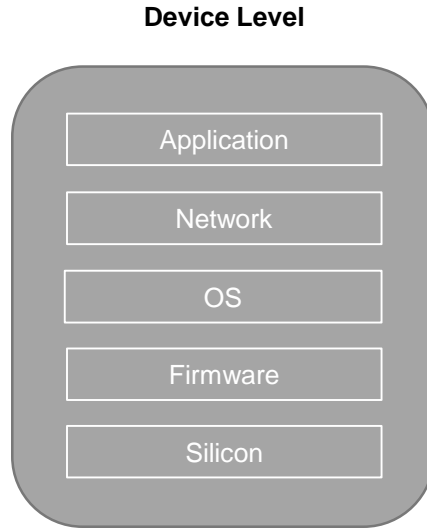 Device Level
Application
Network
OS
Firmware
Silicon